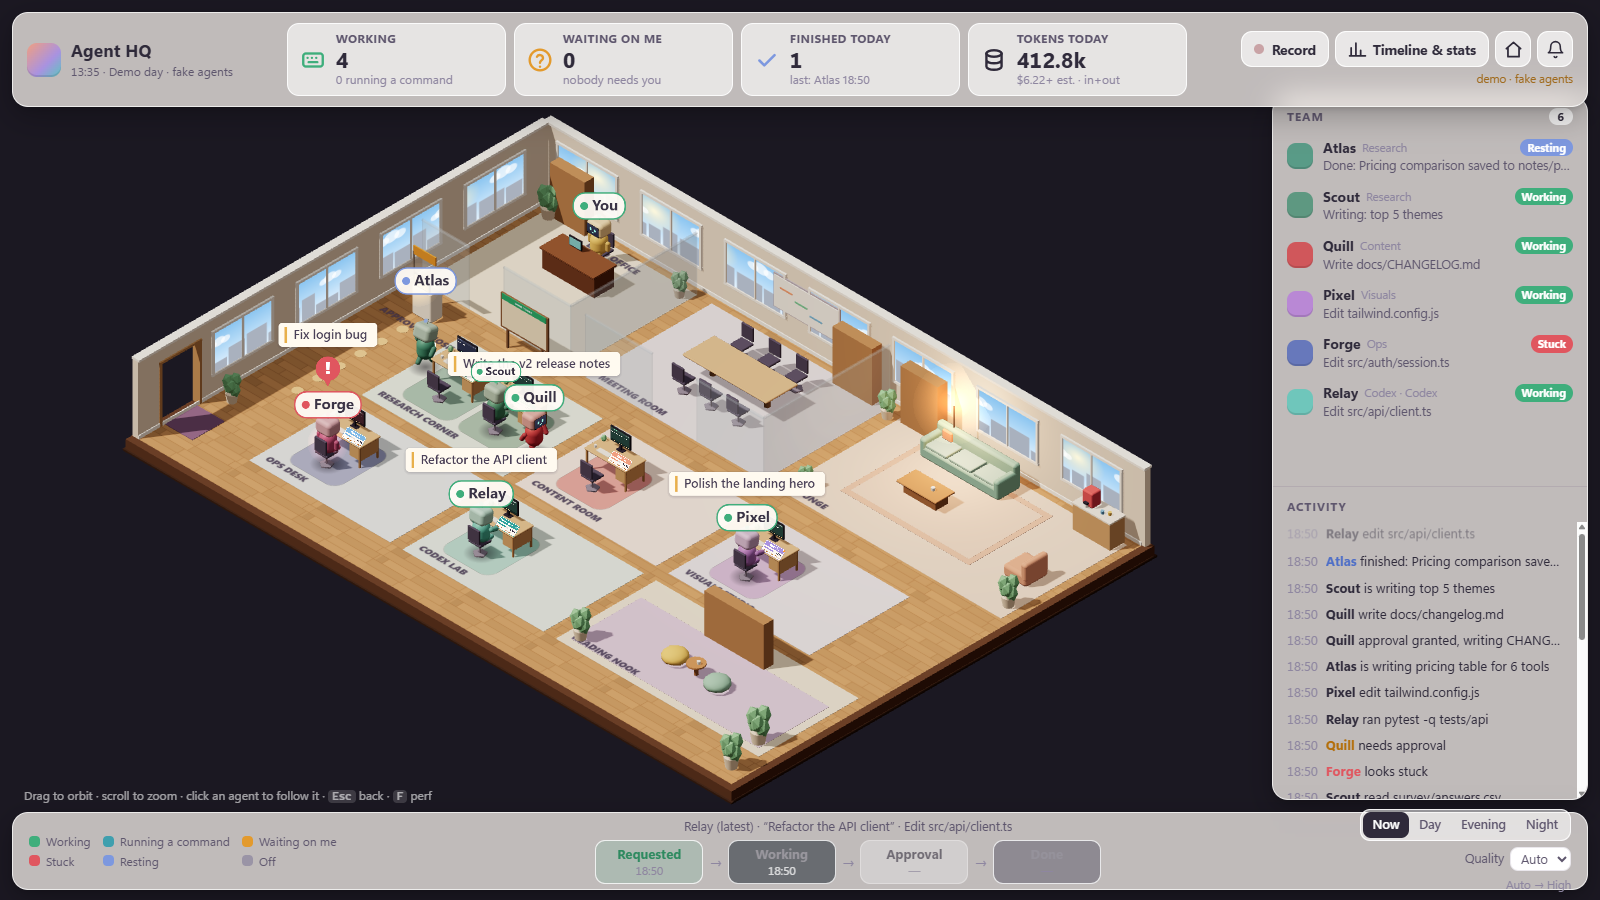 Agent HQ
13:35 · Demo day · fake agents
WORKING
4
0 running a command
WAITING ON ME
0
nobody needs you
FINISHED TODAY
1
last: Atlas 18:50
TOKENS TODAY
412.8k
$6.22+ est. · in+out
Record
Timeline & stats
demo · fake agents
TEAM
6
Atlas Research Resting
Done: Pricing comparison saved to notes/p...
Scout Research Working
Writing: top 5 themes
Quill Content Working
Write docs/CHANGELOG.md
Pixel Visuals Working
Edit tailwind.config.js
Forge Ops Stuck
Edit src/auth/session.ts
Relay Codex · Codex Working
Edit src/api/client.ts
ACTIVITY
18:50 Relay edit src/api/client.ts
18:50 Atlas finished: Pricing comparison save...
18:50 Scout is writing top 5 themes
18:50 Quill write docs/changelog.md
18:50 Quill approval granted, writing CHANG...
18:50 Atlas is writing pricing table for 6 tools
18:50 Pixel edit tailwind.config.js
18:50 Relay ran pytest -q tests/api
18:50 Quill needs approval
18:50 Forge looks stuck
18:50 Scout read survey/answers.csv
You
OFFICE
Atlas
Fix login bug
!
v2 release notes
Scout
Quill
Forge
MEETING ROOM
RESEARCH CORNER
OPS DESK
Refactor the API client
Relay
CONTENT ROOM
Polish the landing hero
Pixel
CODEX LAB
NOOK
Drag to orbit · scroll to zoom · click an agent to follow it · Esc back · F perf
Working
Running a command
Waiting on me
Stuck
Resting
Off
Relay (latest) · “Refactor the API client” · Edit src/api/client.ts
Requested
18:50
→
Working
18:50
→
Approval
—
→
Done
Now
Day
Evening
Night
Quality
Auto
Auto → High